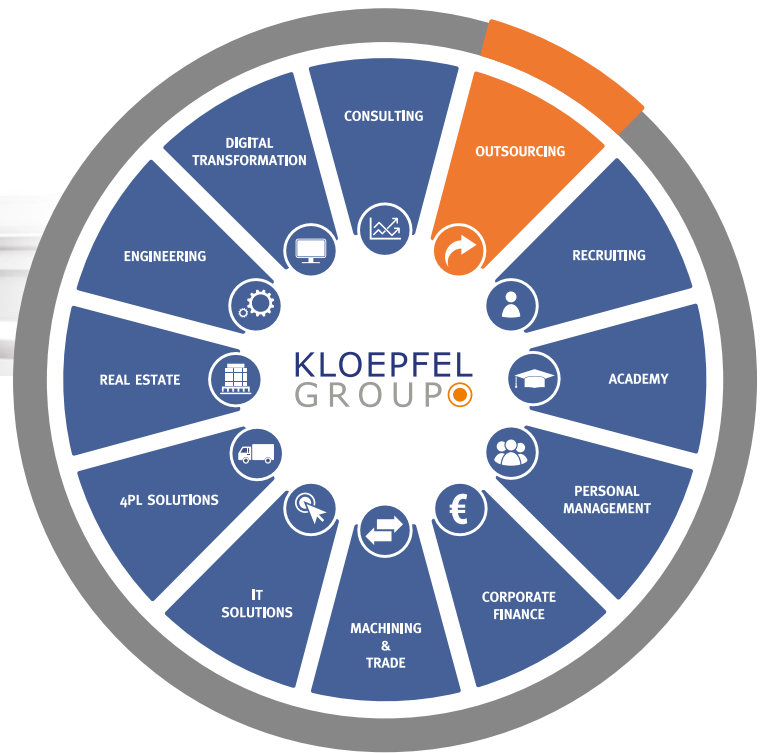 CONSULTING
OUTSOURCING
RECRUITING
ACADEMY
PERSONAL
MANAGEMENT
CORPORATE
FINANCE
MACHINING
&
TRADE
IT
SOLUTIONS
4PL SOLUTIONS
REAL ESTATE
ENGINEERING
DIGITAL
TRANSFORMATION
KLOEPFEL
GROUP
€